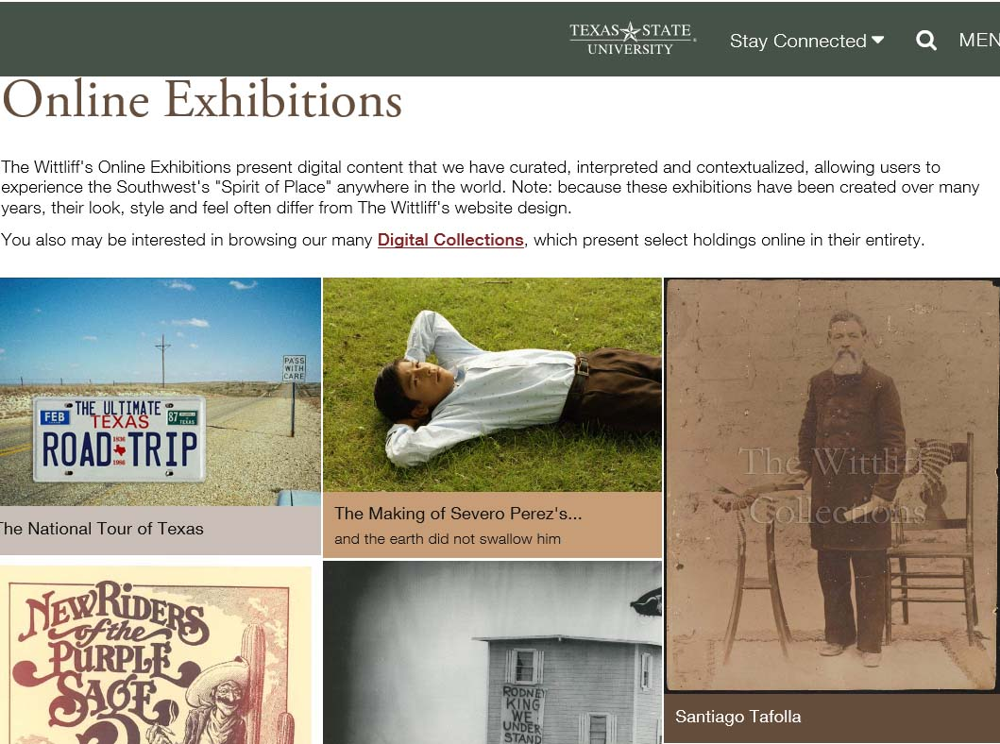 TEXAS STATE
UNIVERSITY
Stay Connected
MEN
Online Exhibitions
The Wittliff's Online Exhibitions present digital content that we have curated, interpreted and contextualized, allowing users to
experience the Southwest's "Spirit of Place" anywhere in the world. Note: because these exhibitions have been created over many
years, their look, style and feel often differ from The Wittliff's website design.
You also may be interested in browsing our many Digital Collections, which present select holdings online in their entirety.
PASS
WITH
CARE
FEB
THE ULTIMATE
87
TEXAS
TEXAS
1836
ROAD TRIP
1986
The National Tour of Texas
The Making of Severo Perez's...
and the earth did not swallow him
The Wittliff
Collections
Santiago Tafolla
NEW RIDERS
of the
PURPLE
SAGE
RODNEY
KING
WE
UNDER
STAND